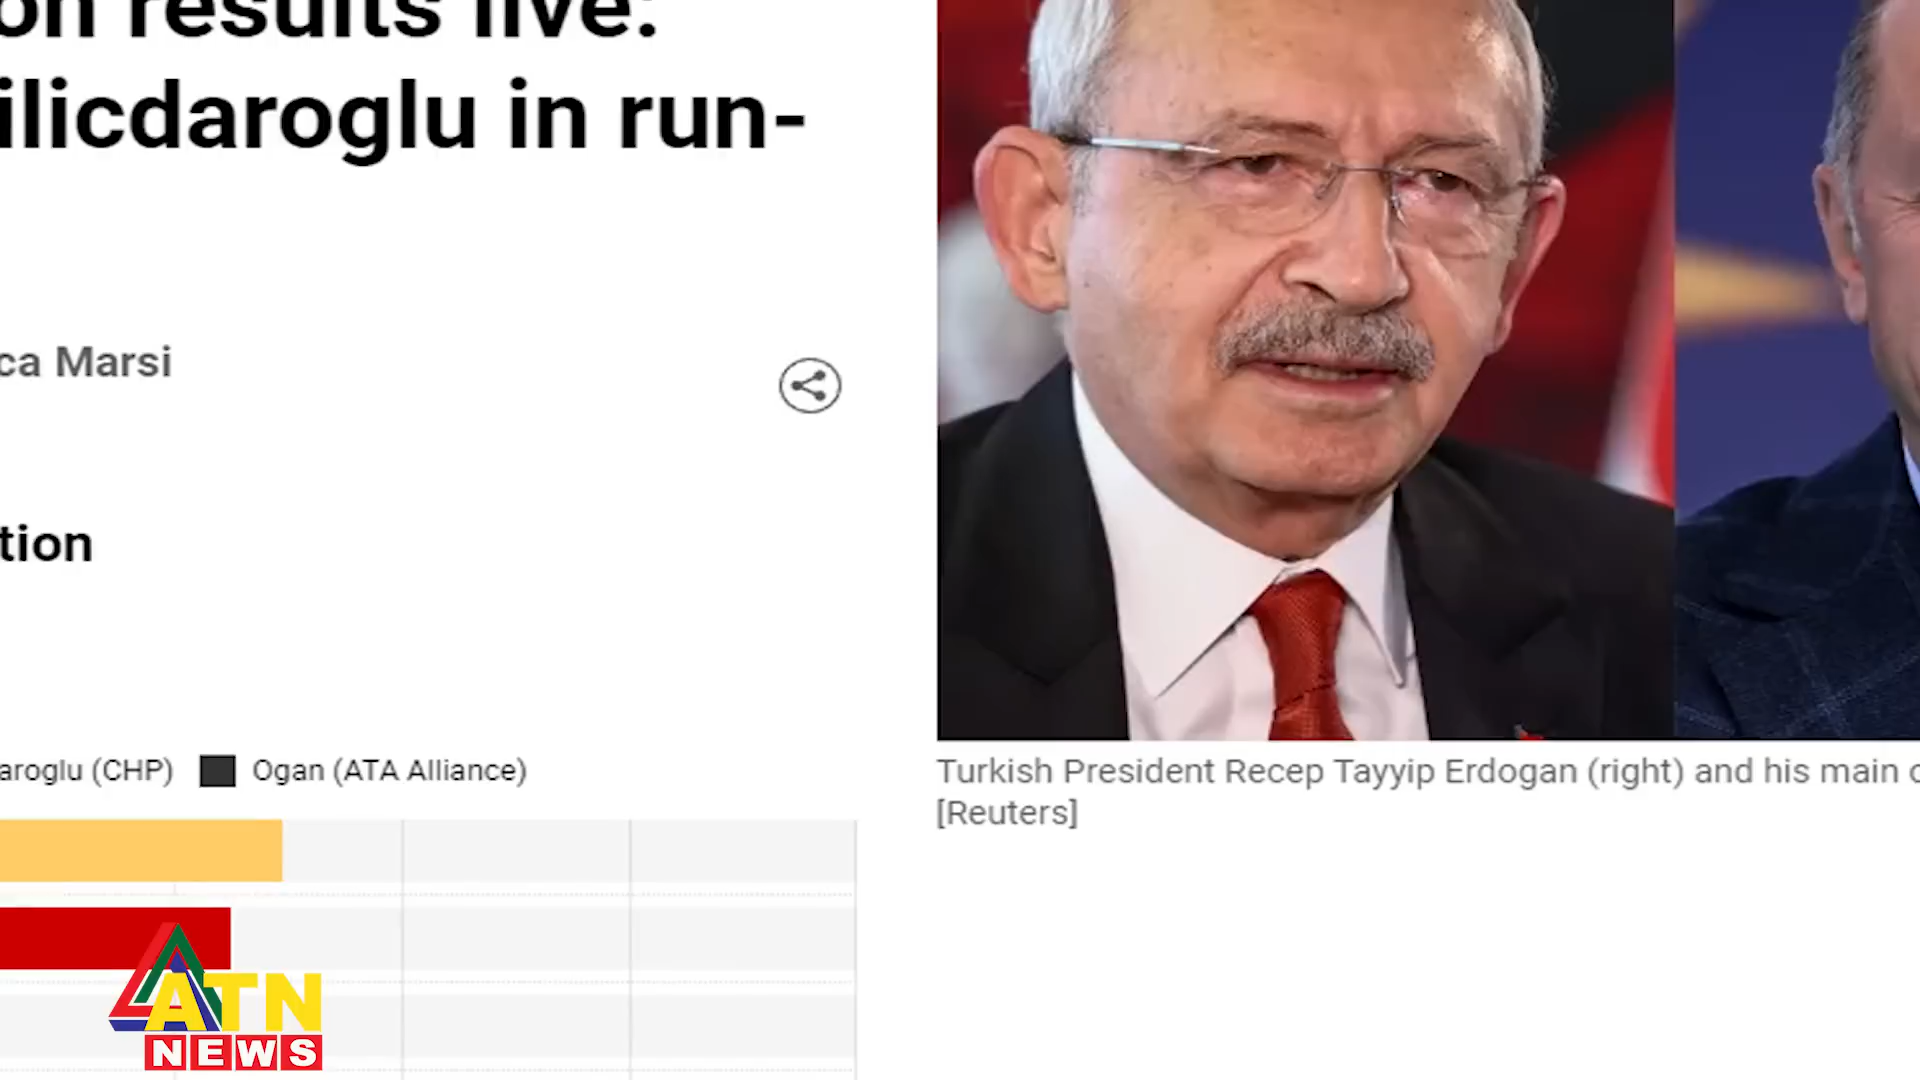 on results live:
ilicdaroglu in run-
ca Marsi
tion
aroglu (CHP) Ogan (ATA Alliance)
Turkish President Recep Tayyip Erdogan (right) and his main
[Reuters]
ATN
NEWS